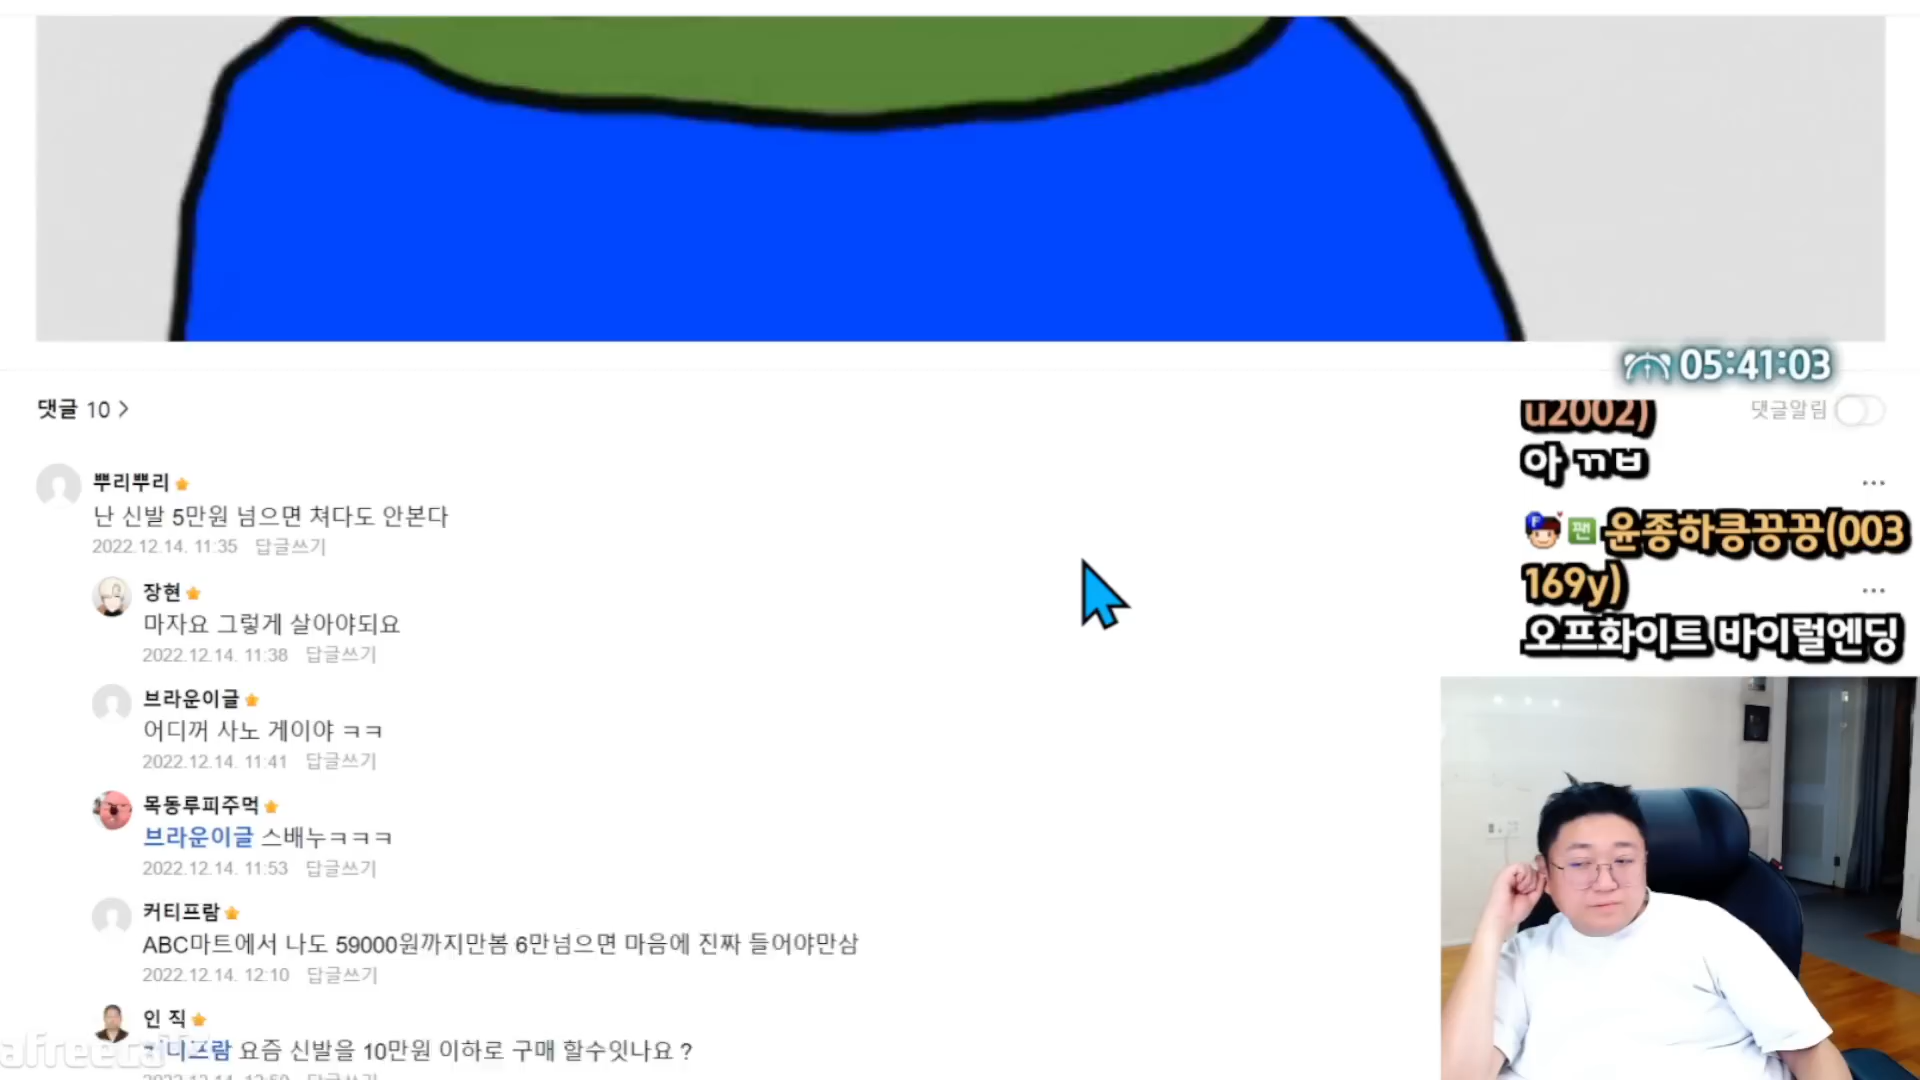 05:41:03
댓글 10
댓글알림
u2002)
아 ㄲㅂ
뿌리뿌리
난 신발 5만원 넘으면 쳐다도 안본다
2022.12.14. 11:35 답글쓰기
팬 윤종하킁끙끙(003
169y)
오프화이트 바이럴엔딩
장현
마자요 그렇게 살아야되요
2022.12.14. 11:38 답글쓰기
브라운이글
어디꺼 사노 게이야 ㅋㅋ
2022.12.14. 11:41 답글쓰기
목동루피주먹
브라운이글 스배누ㅋㅋㅋ
2022.12.14. 11:53 답글쓰기
커티프람
ABC마트에서 나도 59000원까지만봄 6만넘으면 마음에 진짜 들어야만삼
2022.12.14. 12:10 답글쓰기
인 직
커티프람 요즘 신발을 10만원 이하로 구매 할수잇나요 ?
afreeca